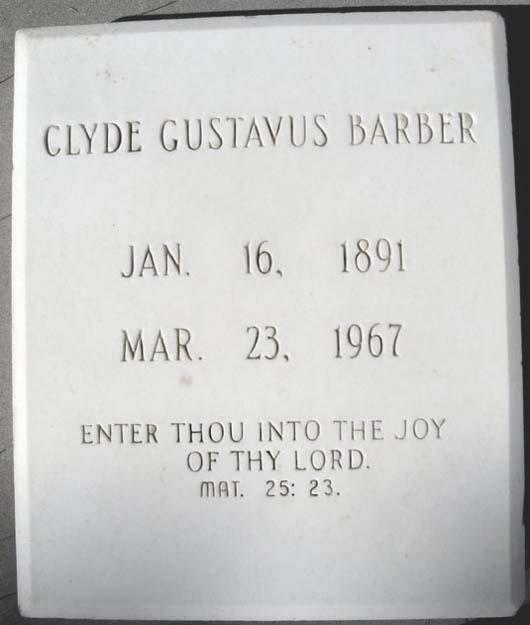 CLYDE GUSTAVUS BARBER
JAN. 16, 1891
MAR. 23, 1967
ENTER THOU INTO THE JOY
OF THY LORD.
MAT. 25: 23.